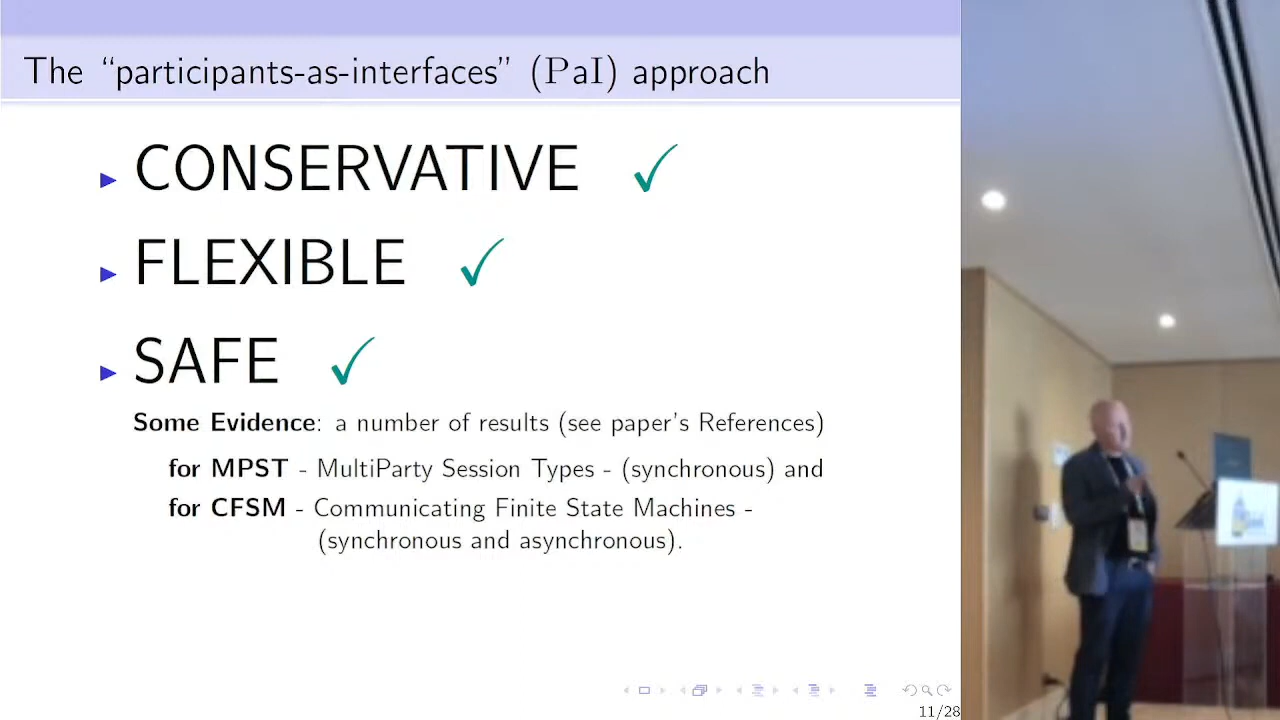 The “participants-as-interfaces” (PaI) approach
CONSERVATIVE ✓
FLEXIBLE ✓
SAFE ✓
Some Evidence: a number of results (see paper's References)
for MPST - MultiParty Session Types - (synchronous) and
for CFSM - Communicating Finite State Machines -
(synchronous and asynchronous).
11/28